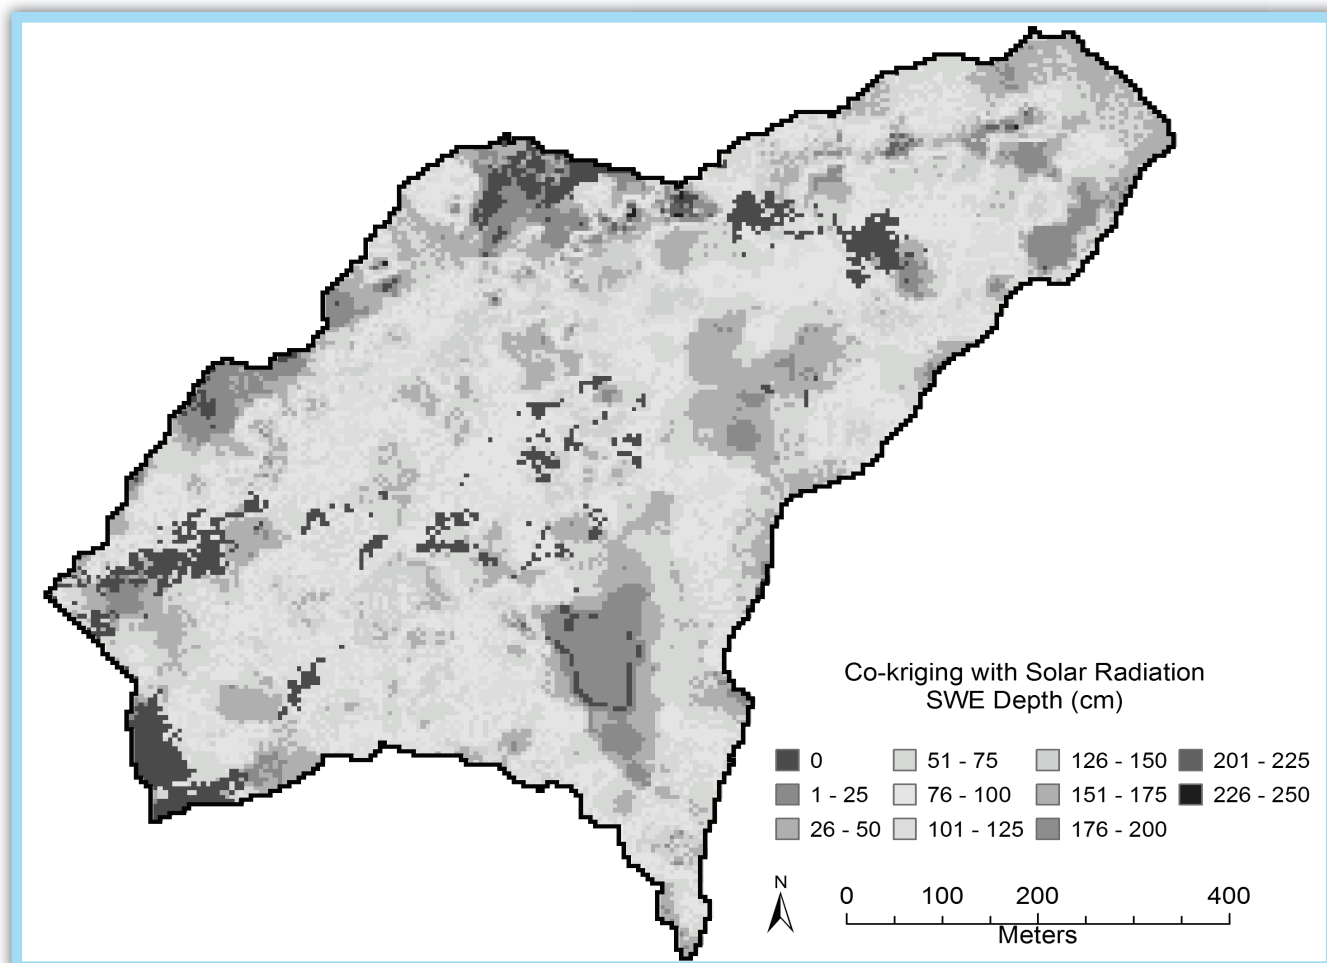 Co-kriging with Solar Radiation
SWE Depth (cm)
0 51 - 75 126 - 150 201 - 225
1 - 25 76 - 100 151 - 175 226 - 250
26 - 50 101 - 125 176 - 200
N
0 100 200 400
Meters